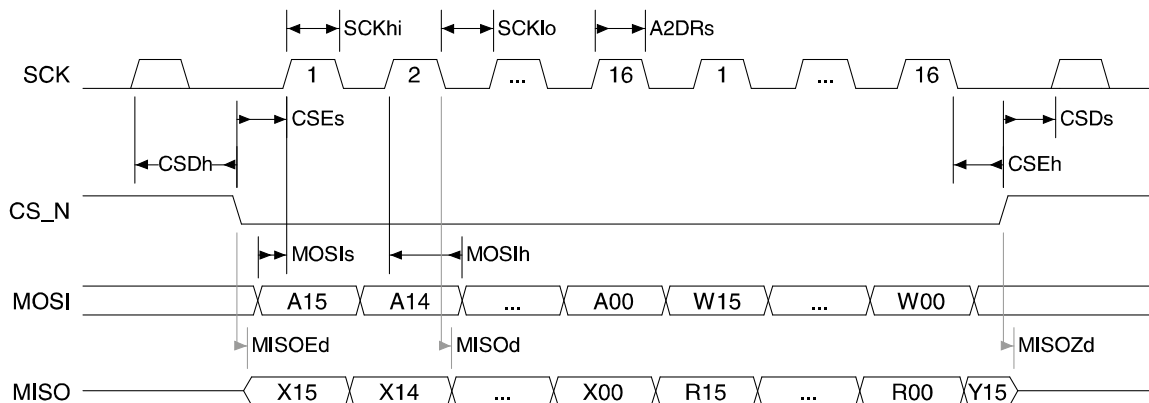 SCKhi SCKlo A2DRs
SCK 1 2 ... 16 1 ... 16
CSEs CSDs
CSDh CSEh
CS_N
MOSIs MOSIh
MOSI A15 A14 ... A00 W15 ... W00
MISOEd MISOd MISOZd
MISO X15 X14 ... X00 R15 ... R00 Y15